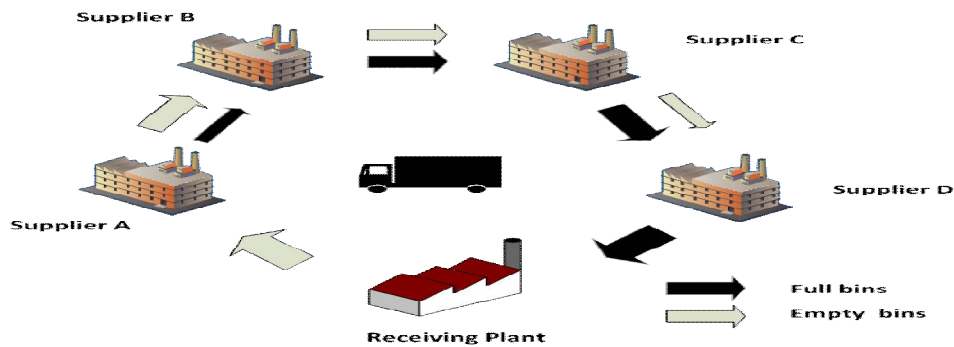 Supplier B
Supplier C
Supplier D
Supplier A
Full bins
Empty bins
Receiving Plant